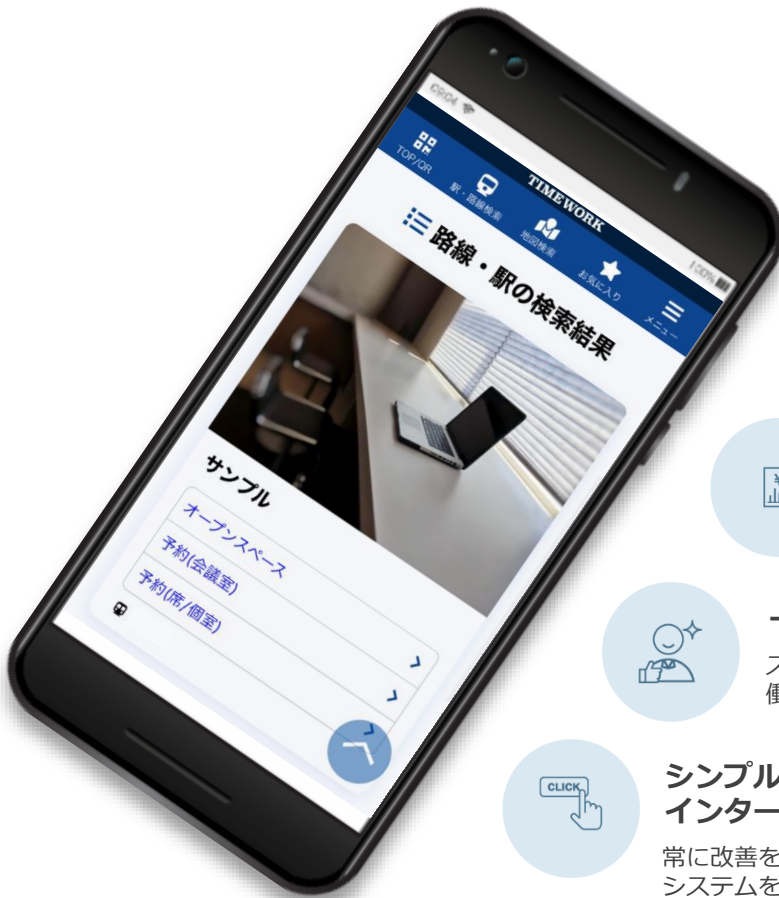 09:04
100%
TIMEWORK
TOP/QR
駅・路線検索
地図検索
お気に入り
メニュー
路線・駅の検索結果
サンプル
オープンスペース
予約(会議室)
予約(席/個室)
¥
CLICK
シンプル
インター
常に改善を
システムを